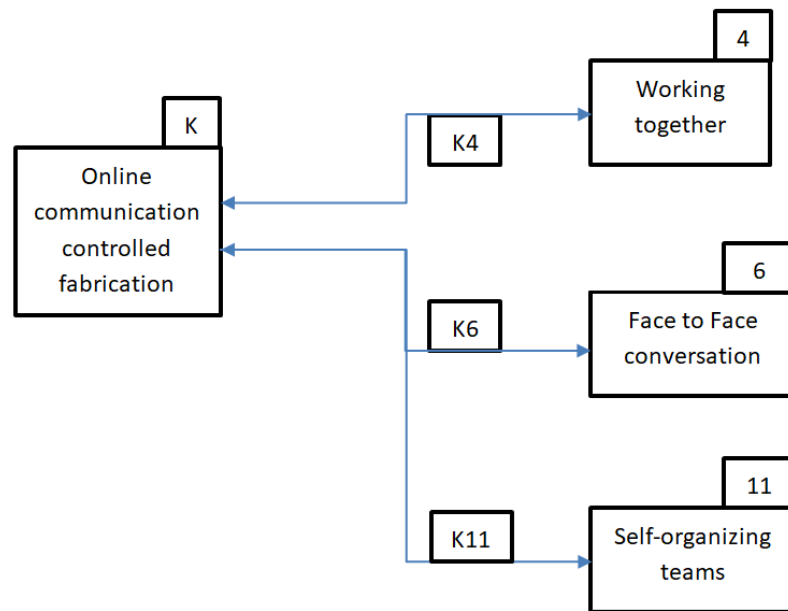 K
Online
communication
controlled
fabrication
K4
4
Working
together
K6
6
Face to Face
conversation
K11
11
Self-organizing
teams